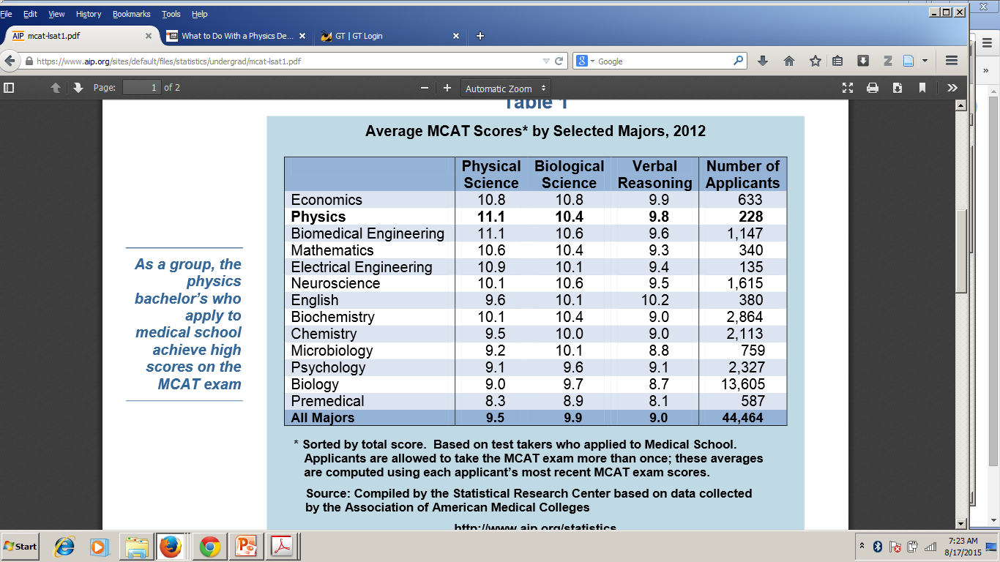 File Edit View History Bookmarks Tools Help
AIP mcat-lsat1.pdf × What to Do With a Physics De... × GT | GT Login × +
https://www.aip.org/sites/default/files/statistics/undergrad/mcat-lsat1.pdf Google
Page: 1 of 2 Automatic Zoom
Table 1
Average MCAT Scores* by Selected Majors, 2012
Physical Biological Verbal Number of
Science Science Reasoning Applicants
Economics 10.8 10.8 9.9 633
Physics 11.1 10.4 9.8 228
Biomedical Engineering 11.1 10.6 9.6 1,147
Mathematics 10.6 10.4 9.3 340
Electrical Engineering 10.9 10.1 9.4 135
Neuroscience 10.1 10.6 9.5 1,615
English 9.6 10.1 10.2 380
Biochemistry 10.1 10.4 9.0 2,864
Chemistry 9.5 10.0 9.0 2,113
Microbiology 9.2 10.1 8.8 759
Psychology 9.1 9.6 9.1 2,327
Biology 9.0 9.7 8.7 13,605
Premedical 8.3 8.9 8.1 587
All Majors 9.5 9.9 9.0 44,464
As a group, the
physics
bachelor's who
apply to
medical school
achieve high
scores on the
MCAT exam
* Sorted by total score. Based on test takers who applied to Medical School.
Applicants are allowed to take the MCAT exam more than once; these averages
are computed using each applicant's most recent MCAT exam scores.
Source: Compiled by the Statistical Research Center based on data collected
by the Association of American Medical Colleges
http://www.aip.org/statistics
Start
7:23 AM
8/17/2015